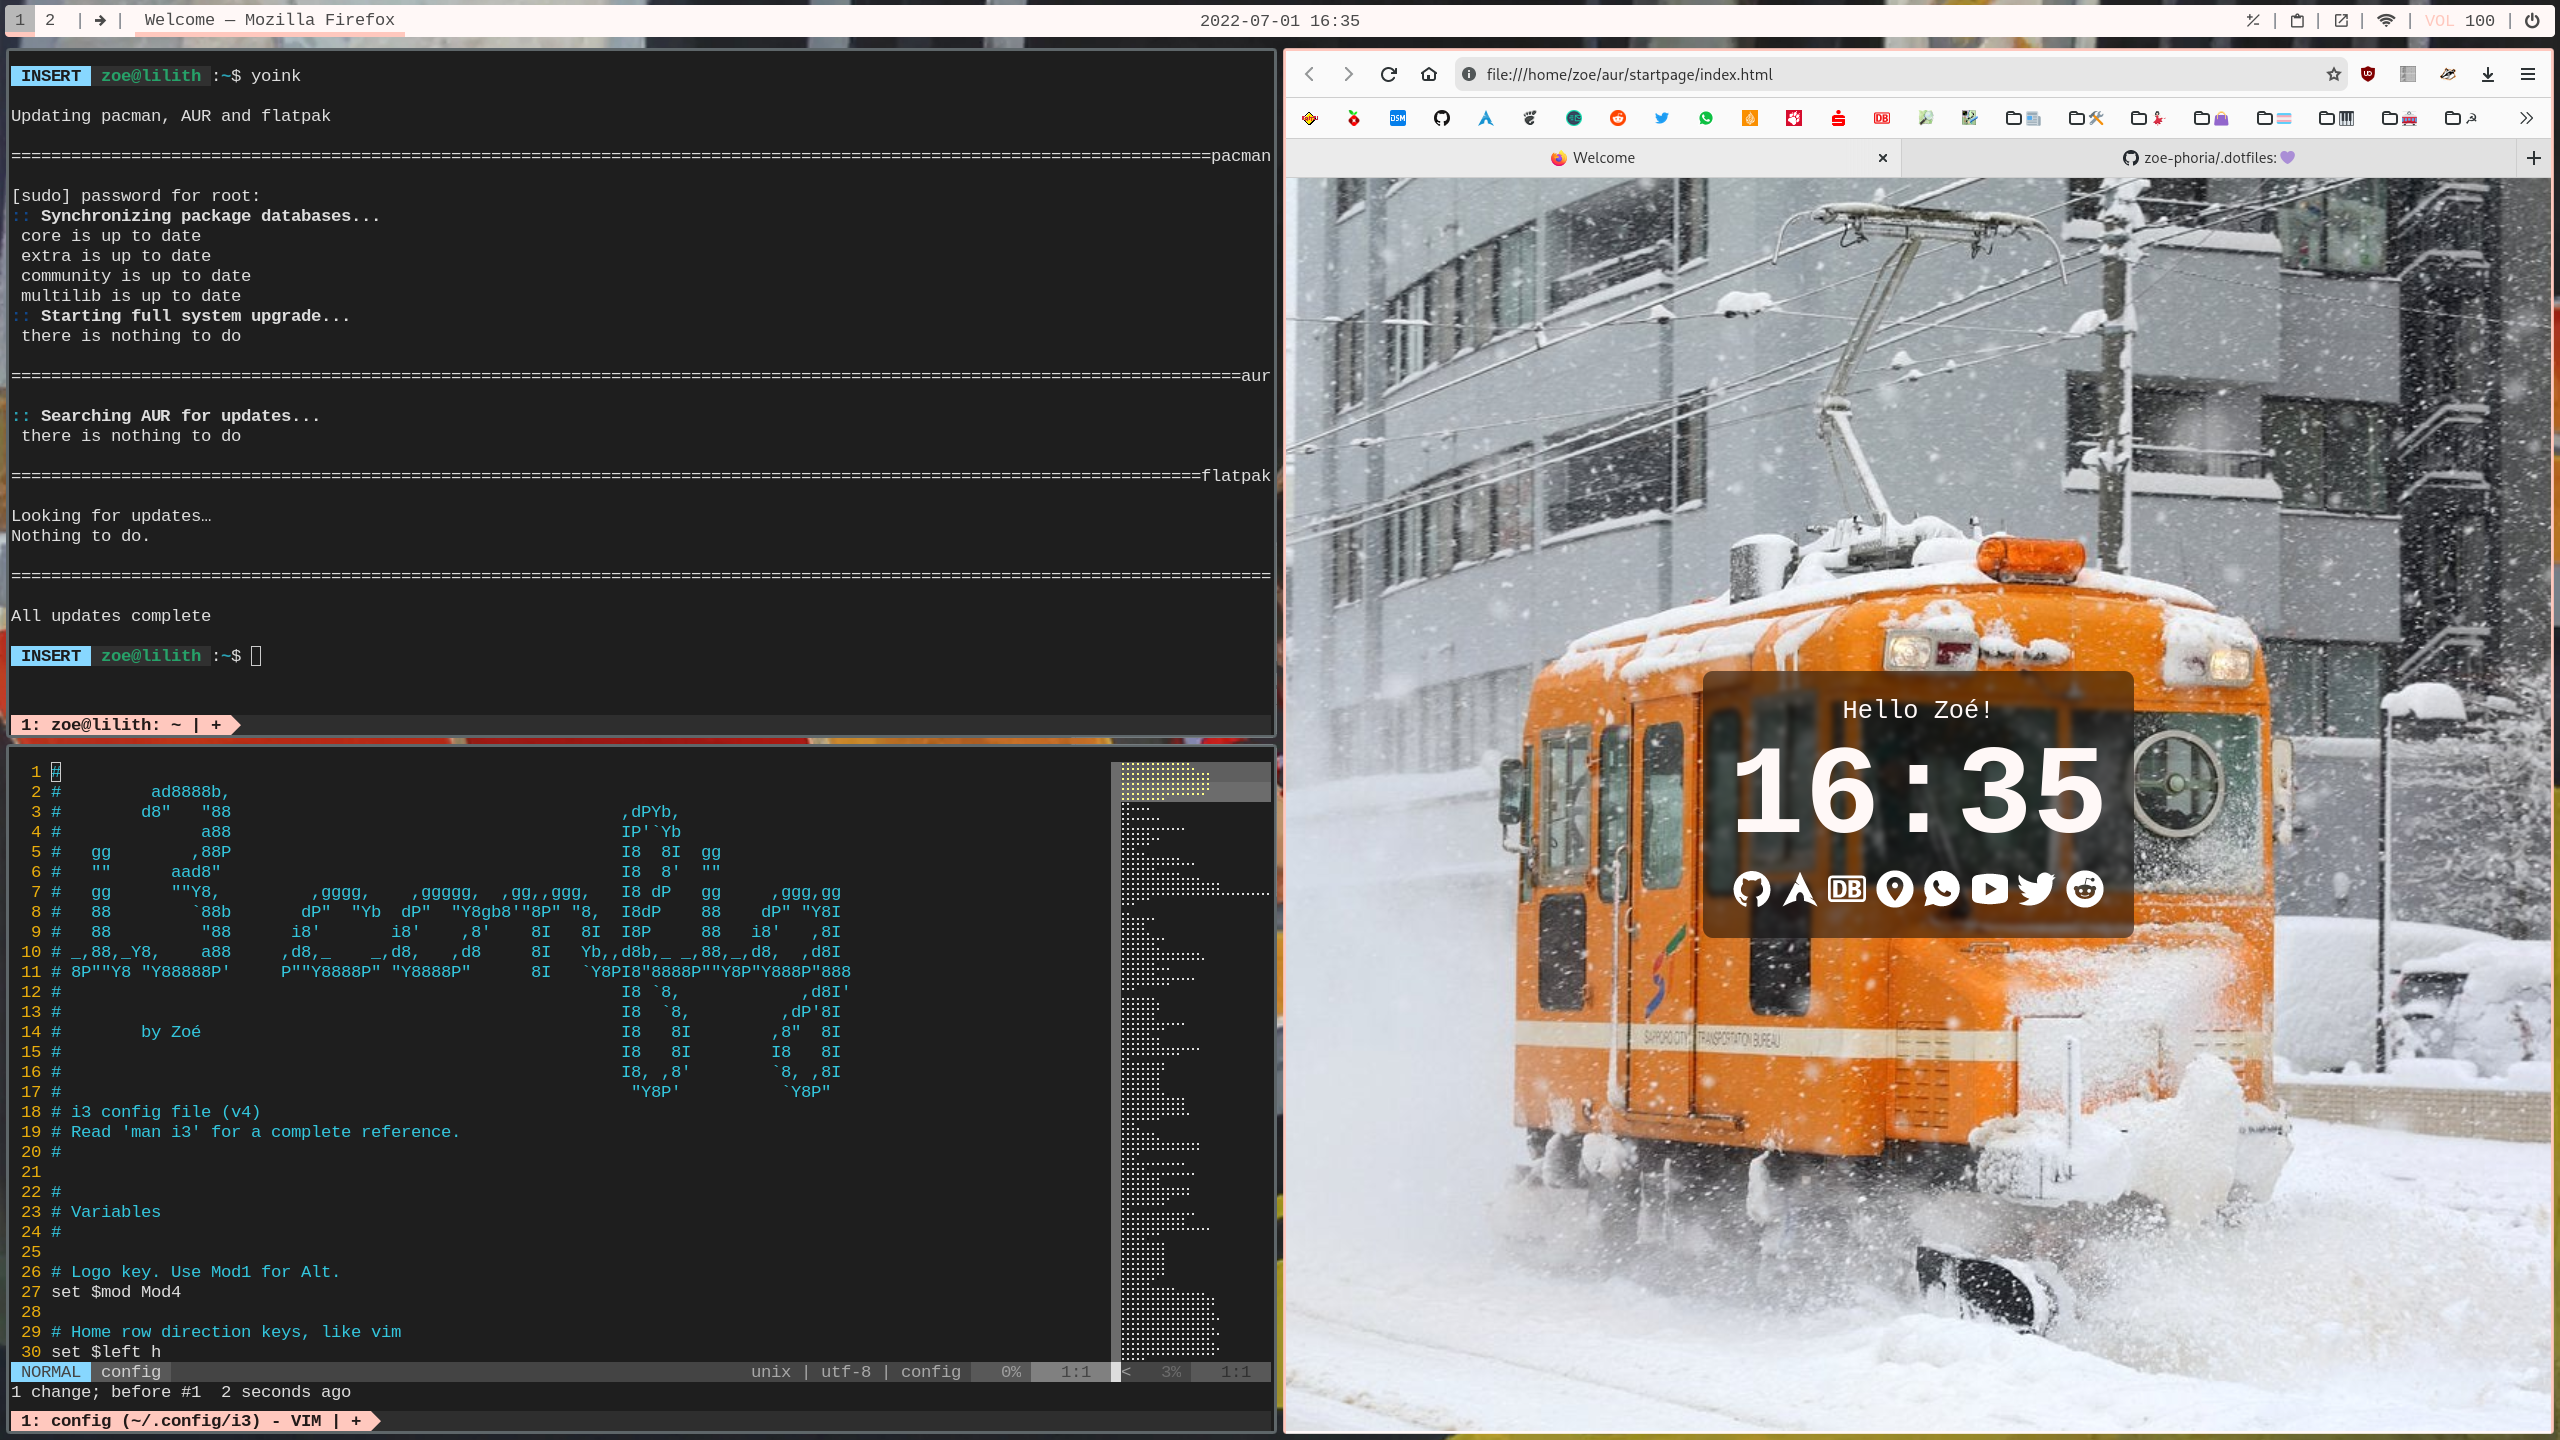 1 2 | → | Welcome — Mozilla Firefox
2022-07-01 16:35
| | | | VOL 100 |
INSERT zoe@lilith :~$ yoink
Updating pacman, AUR and flatpak
=========================================================================================================================pacman
[sudo] password for root:
:: Synchronizing package databases...
core is up to date
extra is up to date
community is up to date
multilib is up to date
:: Starting full system upgrade...
there is nothing to do
============================================================================================================================aur
:: Searching AUR for updates...
there is nothing to do
========================================================================================================================flatpak
Looking for updates…
Nothing to do.
==============================================================================================================================
All updates complete
INSERT zoe@lilith :~$
1: zoe@lilith: ~ | +
1 #
2 #         ad8888b,
3 #        d8"   "88                                       ,dPYb,
4 #              a88                                       IP'`Yb
5 #   gg        ,88P                                       I8  8I  gg
6 #   ""      aad8"                                        I8  8'  ""
7 #   gg      ""Y8,         ,gggg,    ,ggggg,  ,gg,,ggg,   I8 dP   gg     ,ggg,gg
8 #   88        `88b       dP"  "Yb  dP"  "Y8gb8'"8P" "8,  I8dP    88    dP" "Y8I
9 #   88         "88      i8'       i8'    ,8'    8I   8I  I8P     88   i8'   ,8I
10 # _,88,_Y8,    a88     ,d8,_    _,d8,   ,d8     8I   Yb,,d8b,_ _,88,_,d8,  ,d8I
11 # 8P""Y8 "Y88888P'     P""Y8888P" "Y8888P"      8I   `Y8PI8"8888P""Y8P"Y888P"888
12 #                                                        I8 `8,            ,d8I'
13 #                                                        I8  `8,         ,dP'8I
14 #        by Zoé                                          I8   8I        ,8"  8I
15 #                                                        I8   8I        I8   8I
16 #                                                        I8, ,8'        `8, ,8I
17 #                                                         "Y8P'          `Y8P"
18 # i3 config file (v4)
19 # Read 'man i3' for a complete reference.
20 #
21
22 #
23 # Variables
24 #
25
26 # Logo key. Use Mod1 for Alt.
27 set $mod Mod4
28
29 # Home row direction keys, like vim
30 set $left h
NORMAL config unix | utf-8 | config 0% 1:1 < 3% 1:1
1 change; before #1  2 seconds ago
1: config (~/.config/i3) - VIM | +
file:///home/zoe/aur/startpage/index.html
DSM
DB
Welcome
zoe-phoria/.dotfiles:
Hello Zoé!
16:35
DB
SAPPORO CITY TRANSPORTATION BUREAU